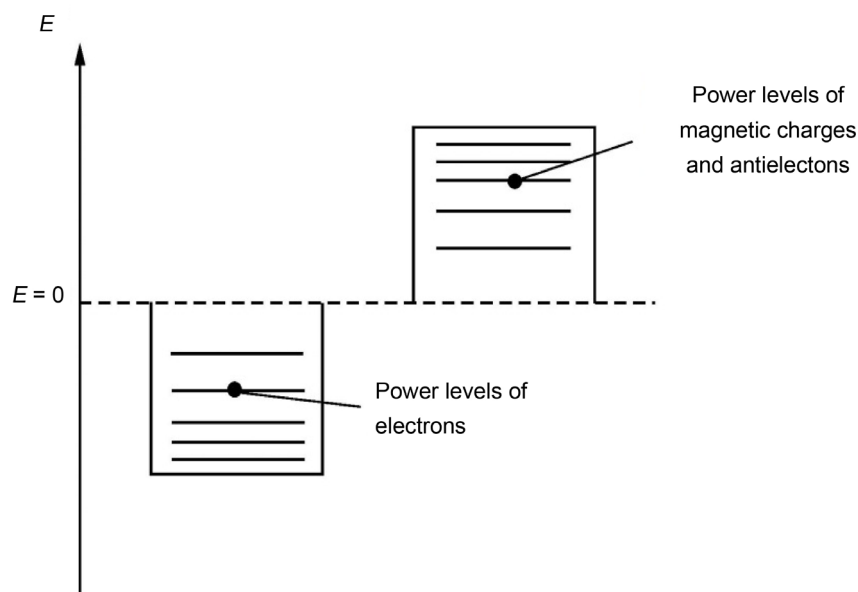 E
Power levels of
magnetic charges
and antielectons
E = 0
Power levels of
electrons